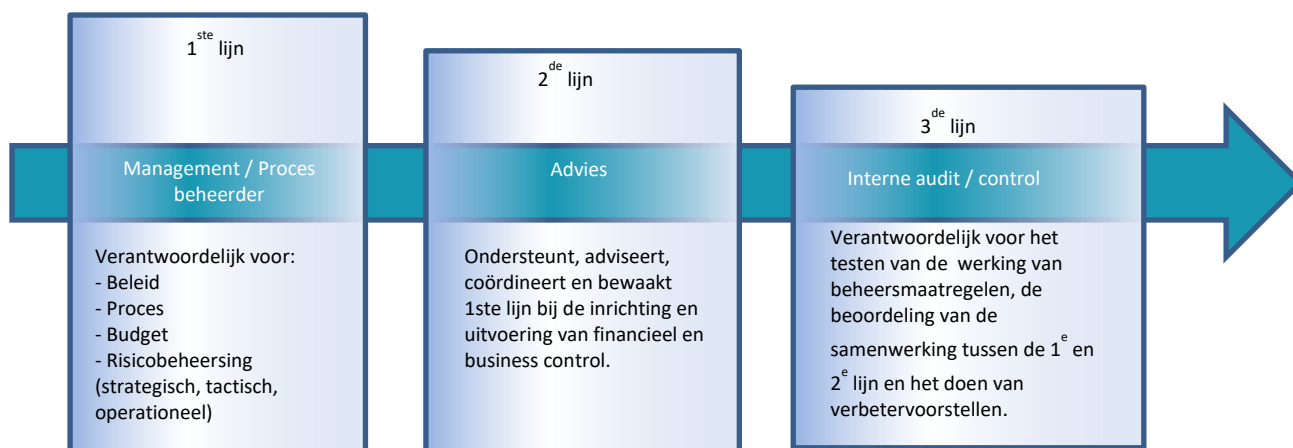 1ste lijn
Management / Proces
beheerder
Verantwoordelijk voor:
- Beleid
- Proces
- Budget
- Risicobeheersing
(strategisch, tactisch,
operationeel)
2de lijn
Advies
Ondersteunt, adviseert,
coördineert en bewaakt
1ste lijn bij de inrichting en
uitvoering van financieel en
business control.
3de lijn
Interne audit / control
Verantwoordelijk voor het
testen van de werking van
beheersmaatregelen, de
beoordeling van de
samenwerking tussen de 1e en
2e lijn en het doen van
verbetervoorstellen.